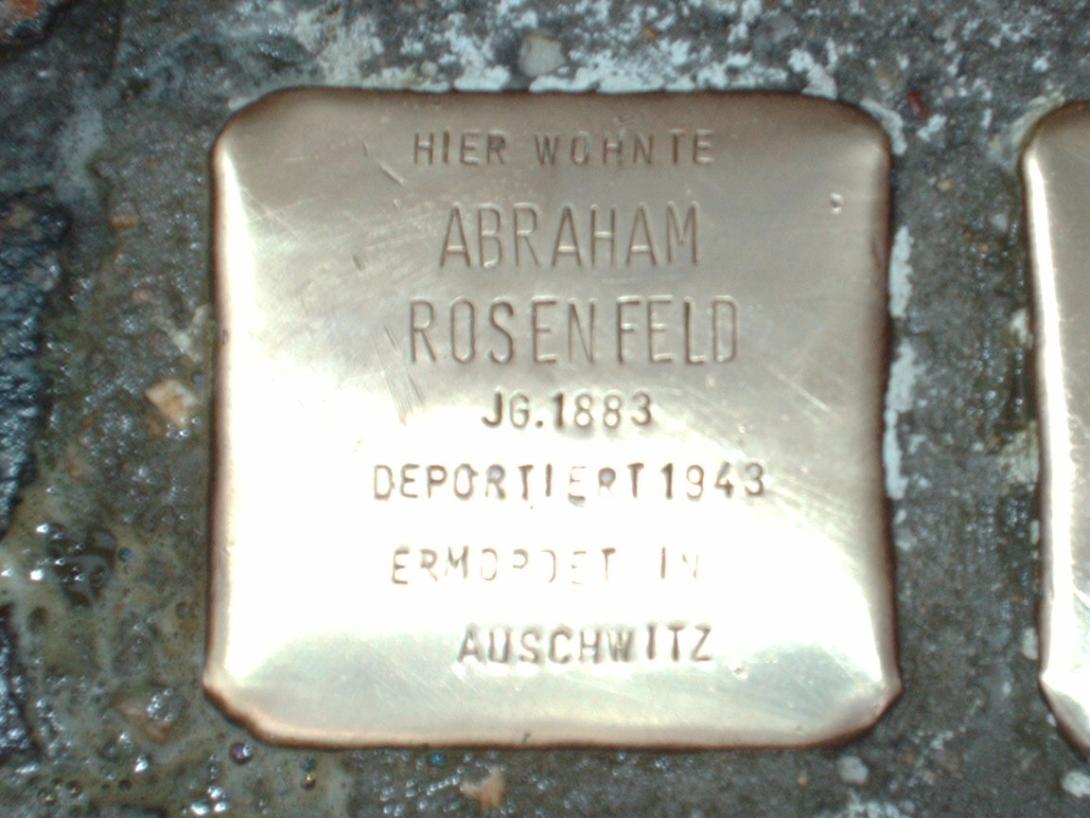 HIER WOHNTE
ABRAHAM
ROSENFELD
JG.1883
DEPORTIERT 1943
ERMORDET IN
AUSCHWITZ